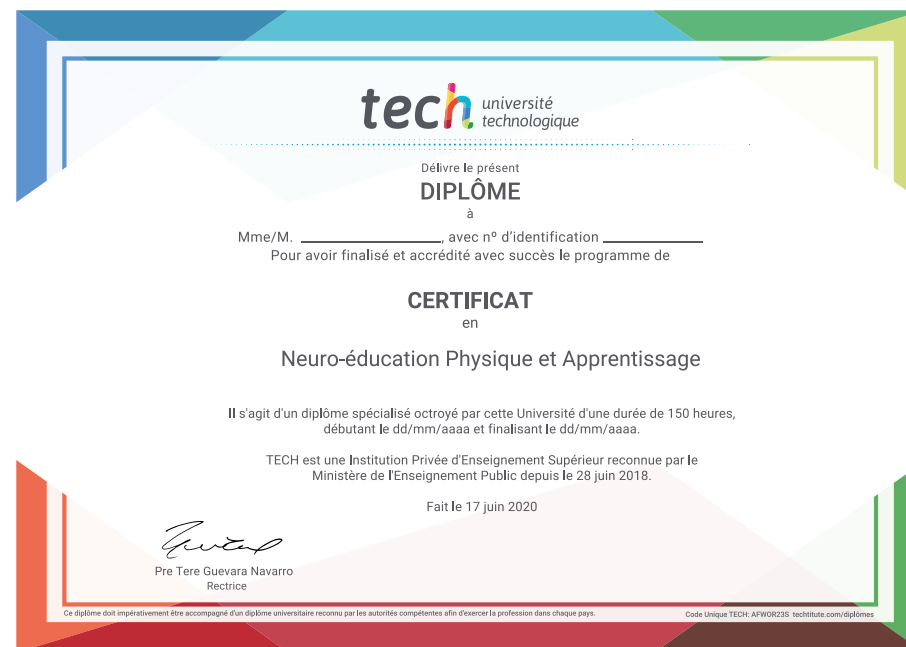 tech université
technologique
Délivre le présent
DIPLÔME
à
Mme/M. ____________, avec nº d'identification ____________
Pour avoir finalisé et accrédité avec succès le programme de
CERTIFICAT
en
Neuro-éducation Physique et Apprentissage
Il s'agit d'un diplôme spécialisé octroyé par cette Université d'une durée de 150 heures,
débutant le dd/mm/aaaa et finalisant le dd/mm/aaaa.
TECH est une Institution Privée d'Enseignement Supérieur reconnue par le
Ministère de l'Enseignement Public depuis le 28 juin 2018.
Fait le 17 juin 2020
Pre Tere Guevara Navarro
Rectrice
Ce diplôme doit impérativement être accompagné d'un diplôme universitaire reconnu par les autorités compétentes afin d'exercer la profession dans chaque pays.
Code Unique TECH: AFWOR23S techtitute.com/diplômes